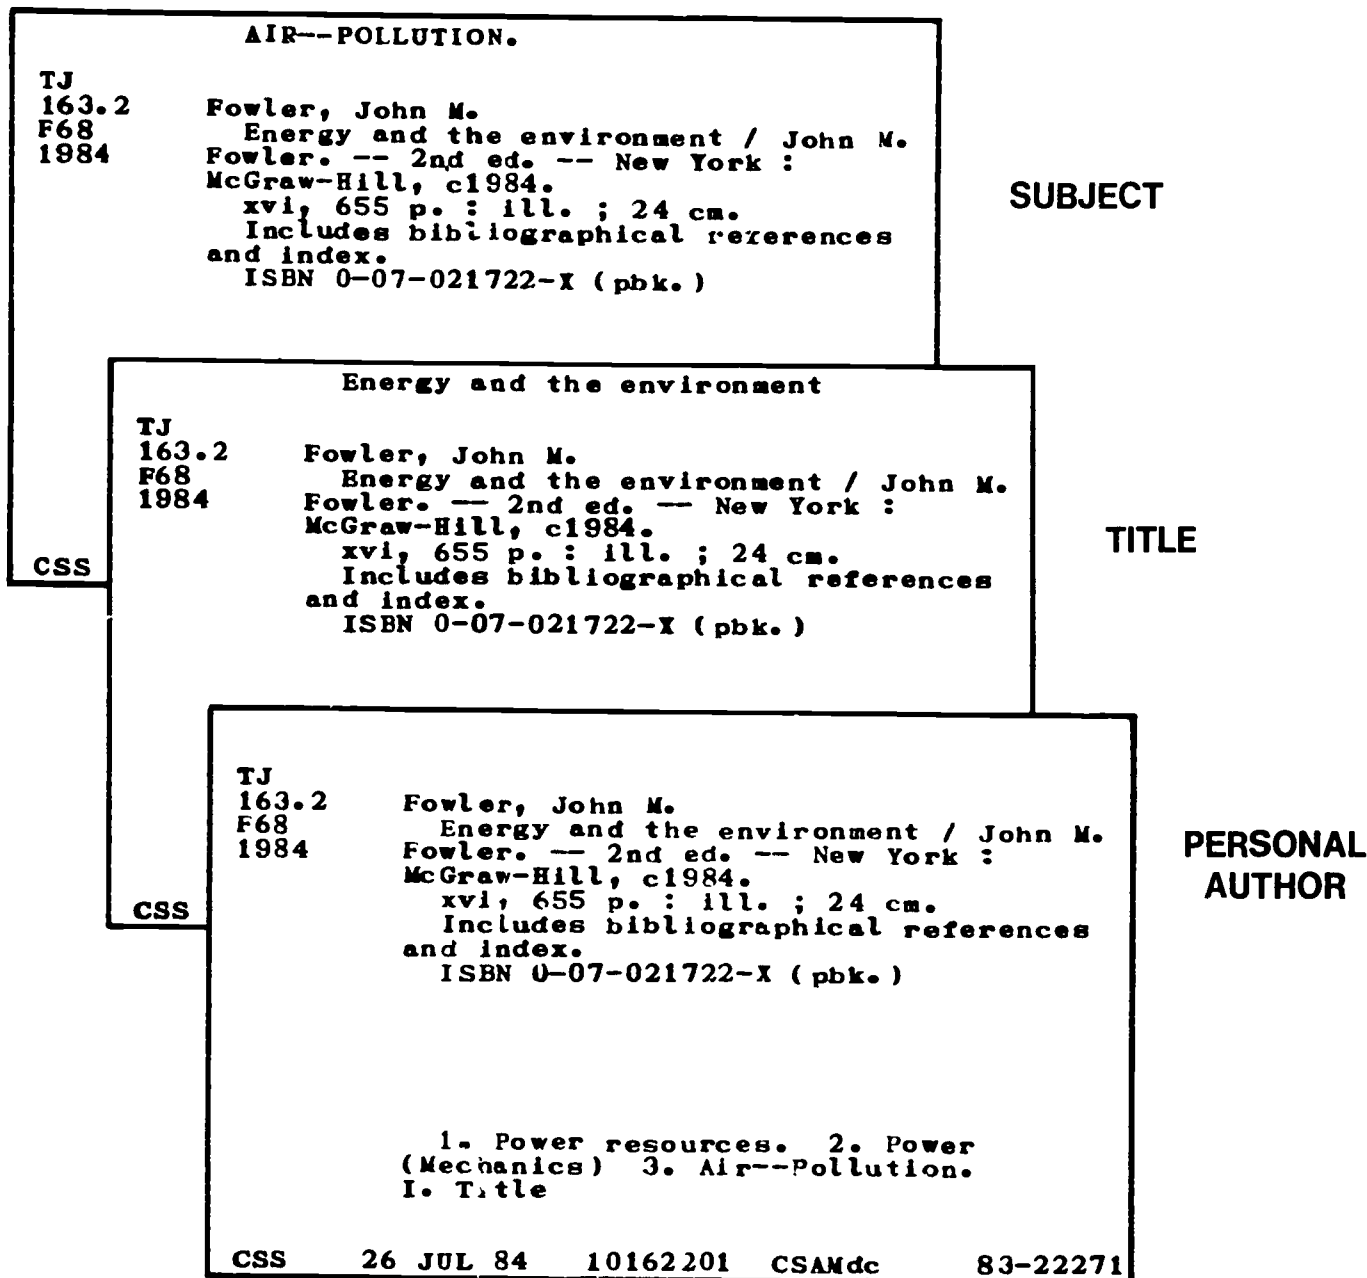 AIR--POLLUTION.
TJ
163.2 Fowler, John M.
F68 Energy and the environment / John M.
1984 Fowler. -- 2nd ed. -- New York :
McGraw-Hill, c1984.
xvi, 655 p. : ill. ; 24 cm.
Includes bibliographical references
and index.
ISBN 0-07-021722-X (pbk.)
CSS
SUBJECT
Energy and the environment
TJ
163.2 Fowler, John M.
F68 Energy and the environment / John M.
1984 Fowler. -- 2nd ed. -- New York :
McGraw-Hill, c1984.
xvi, 655 p. : ill. ; 24 cm.
Includes bibliographical references
and index.
ISBN 0-07-021722-X (pbk.)
CSS
TITLE
TJ
163.2 Fowler, John M.
F68 Energy and the environment / John M.
1984 Fowler. -- 2nd ed. -- New York :
McGraw-Hill, c1984.
xvi, 655 p. : ill. ; 24 cm.
Includes bibliographical references
and index.
ISBN 0-07-021722-X (pbk.)
1. Power resources. 2. Power
(Mechanics) 3. Air--Pollution.
I. Title
CSS 26 JUL 84 10162201 CSAMdc 83-22271
PERSONAL
AUTHOR